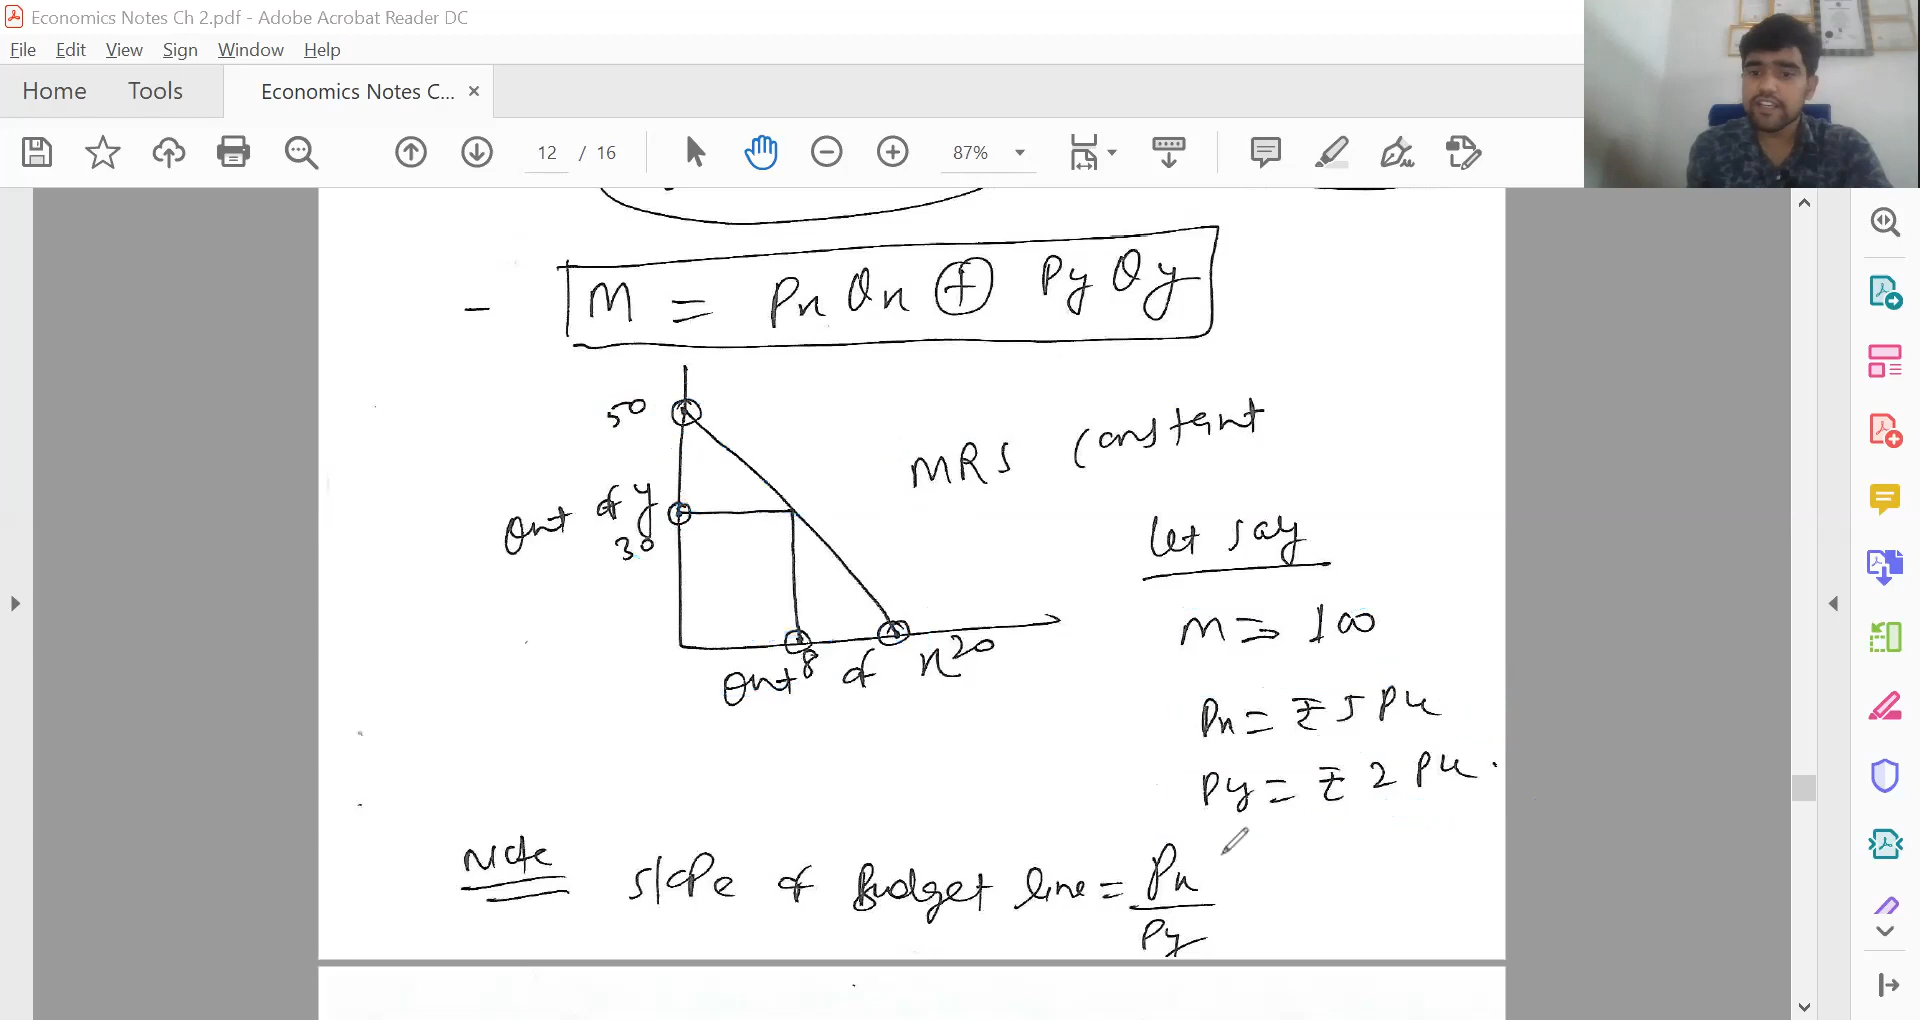 Economics Notes Ch 2.pdf - Adobe Acrobat Reader DC
File Edit View Sign Window Help
Home Tools Economics Notes C... ×
12 / 16 87%
- M = Pn Qn + Py Qy
50
MRS constant
Qnt of y
30
let say
M = 100
8 20
Qnt of n
Pn = ₹ 5 Pu
Py = ₹ 2 Pu.
Note slope of Budget line = Pn
Py